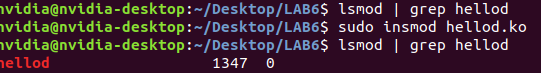 nvidia@nvidia-desktop:~/Desktop/LAB6$ lsmod | grep hellod
nvidia@nvidia-desktop:~/Desktop/LAB6$ sudo insmod hellod.ko
nvidia@nvidia-desktop:~/Desktop/LAB6$ lsmod | grep hellod
hellod 1347 0